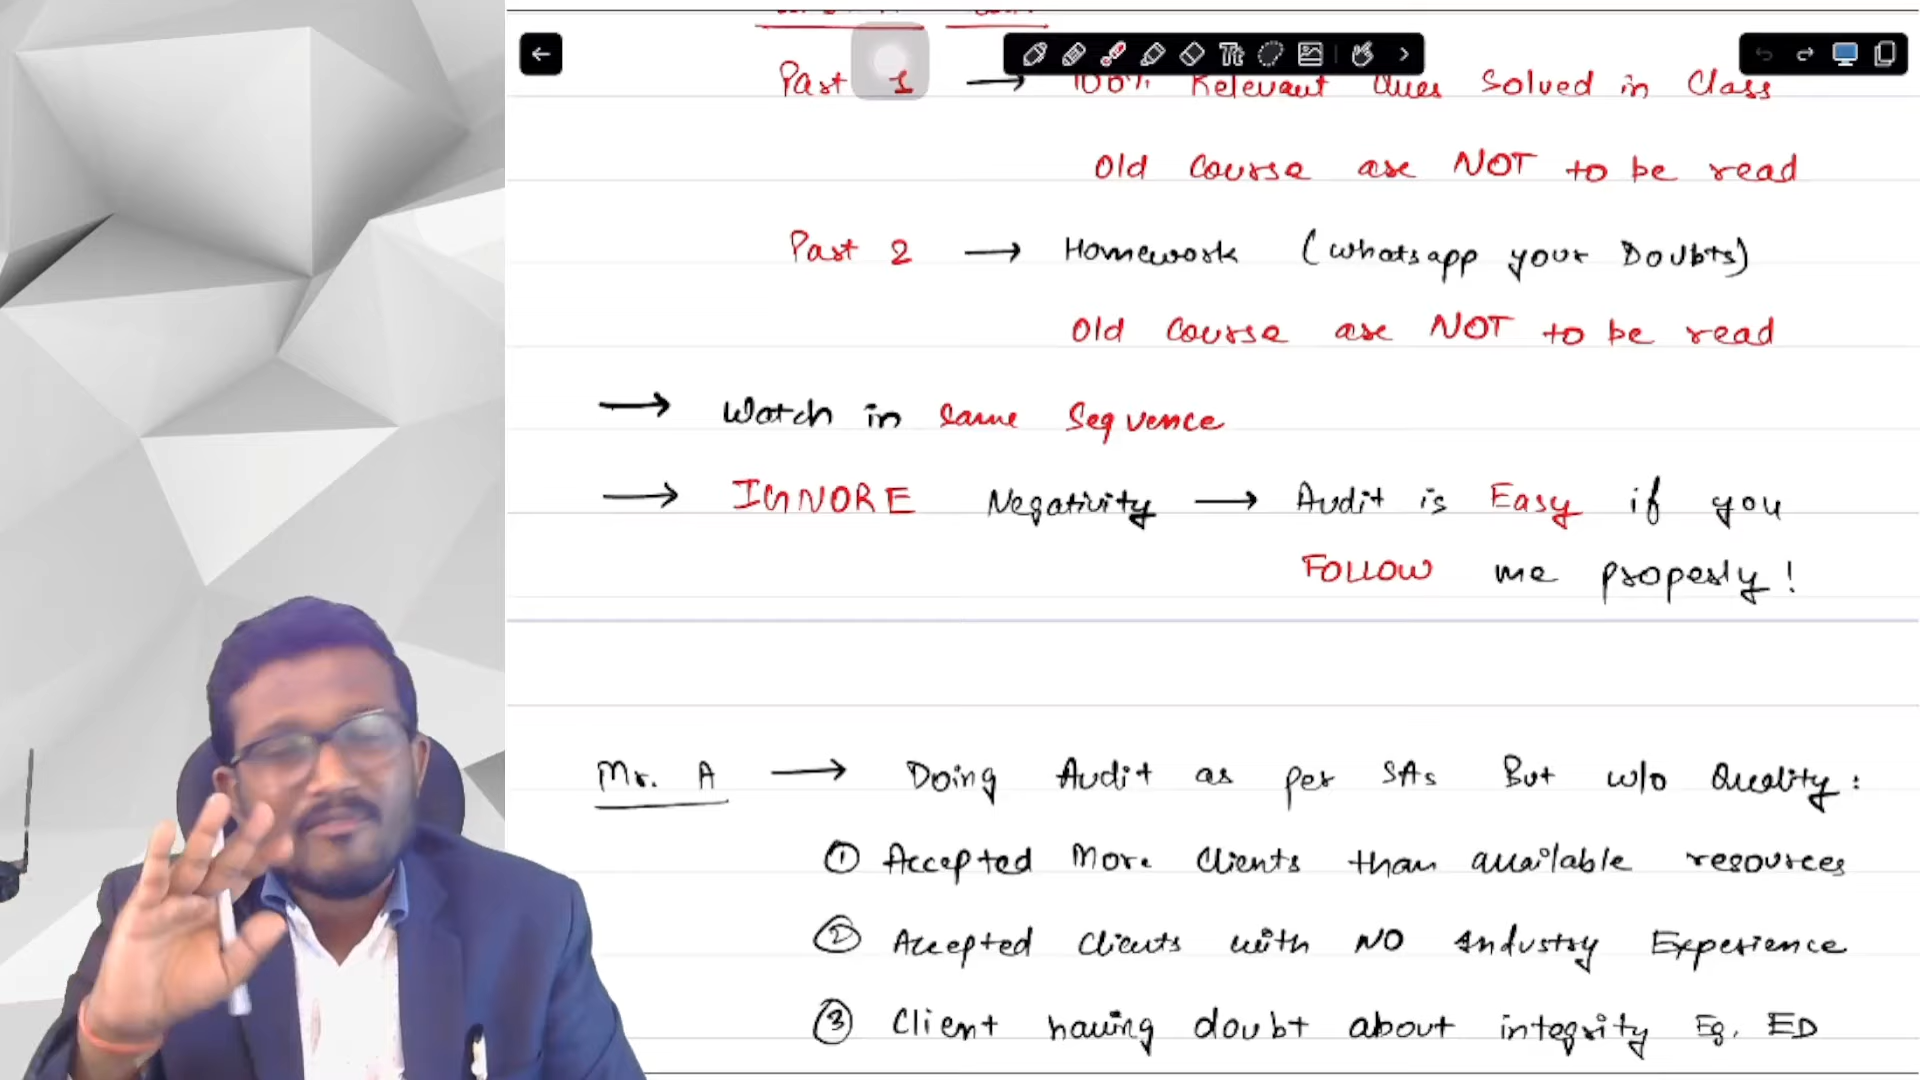 Part 1 → 100% Relevant Ques Solved in Class
Old Course are NOT to be read
Part 2 → Homework (whatsapp your Doubts)
Old Course are NOT to be read
→ Watch in Same Sequence
→ IGNORE Negativity → Audit is Easy if you
FOLLOW me properly!
Mr. A → Doing Audit as per SAs But w/o Quality:
① Accepted More Clients than available resources
② Accepted Clients with NO Industry Experience
③ Client having doubt about integrity Eg. ED